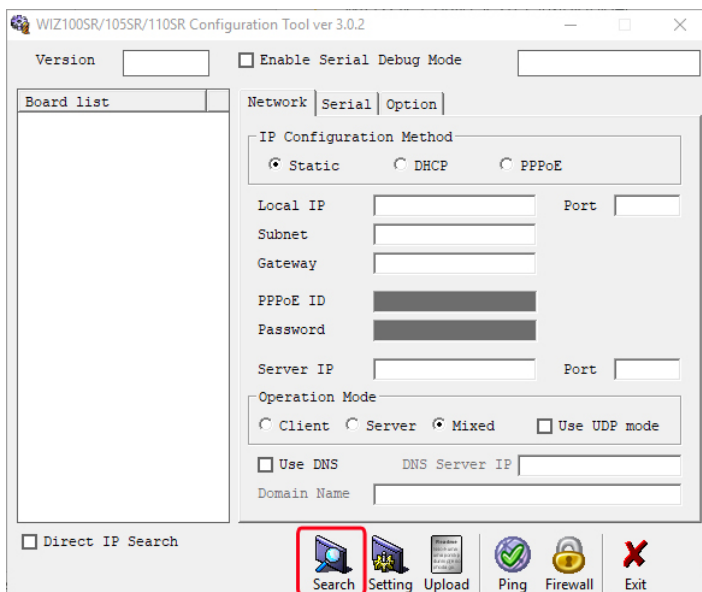 WIZ100SR/105SR/110SR Configuration Tool ver 3.0.2
Version
Enable Serial Debug Mode
Board list
Network
Serial
Option
IP Configuration Method
Static
DHCP
PPPoE
Local IP
Port
Subnet
Gateway
PPPoE ID
Password
Server IP
Port
Operation Mode
Client
Server
Mixed
Use UDP mode
Use DNS
DNS Server IP
Domain Name
Direct IP Search
Search
Setting
Upload
Ping
Firewall
Exit